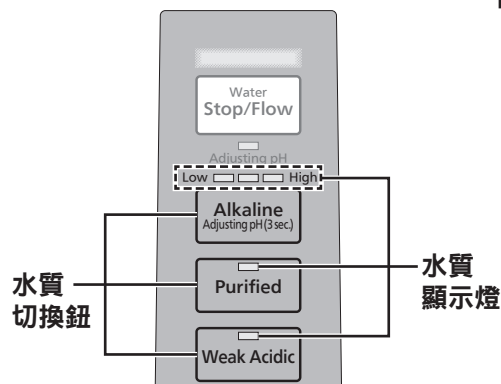 Water
Stop/Flow
Adjusting pH
Low High
Alkaline
Adjusting pH(3 sec.)
Purified
Weak Acidic
水質
切換鈕
水質
顯示燈